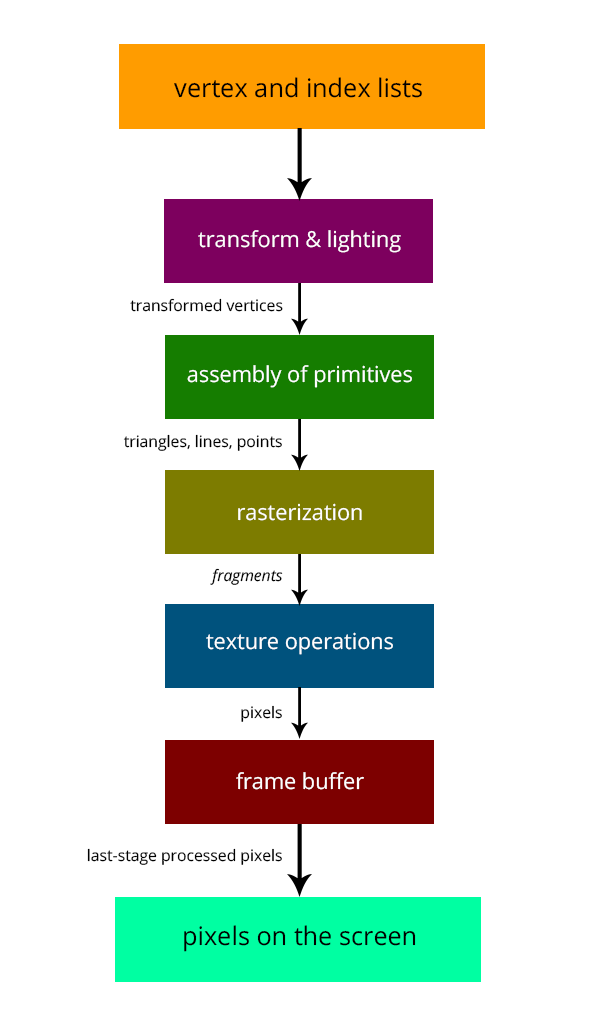 vertex and index lists
transform & lighting
transformed vertices
assembly of primitives
triangles, lines, points
rasterization
fragments
texture operations
pixels
frame buffer
last-stage processed pixels
pixels on the screen